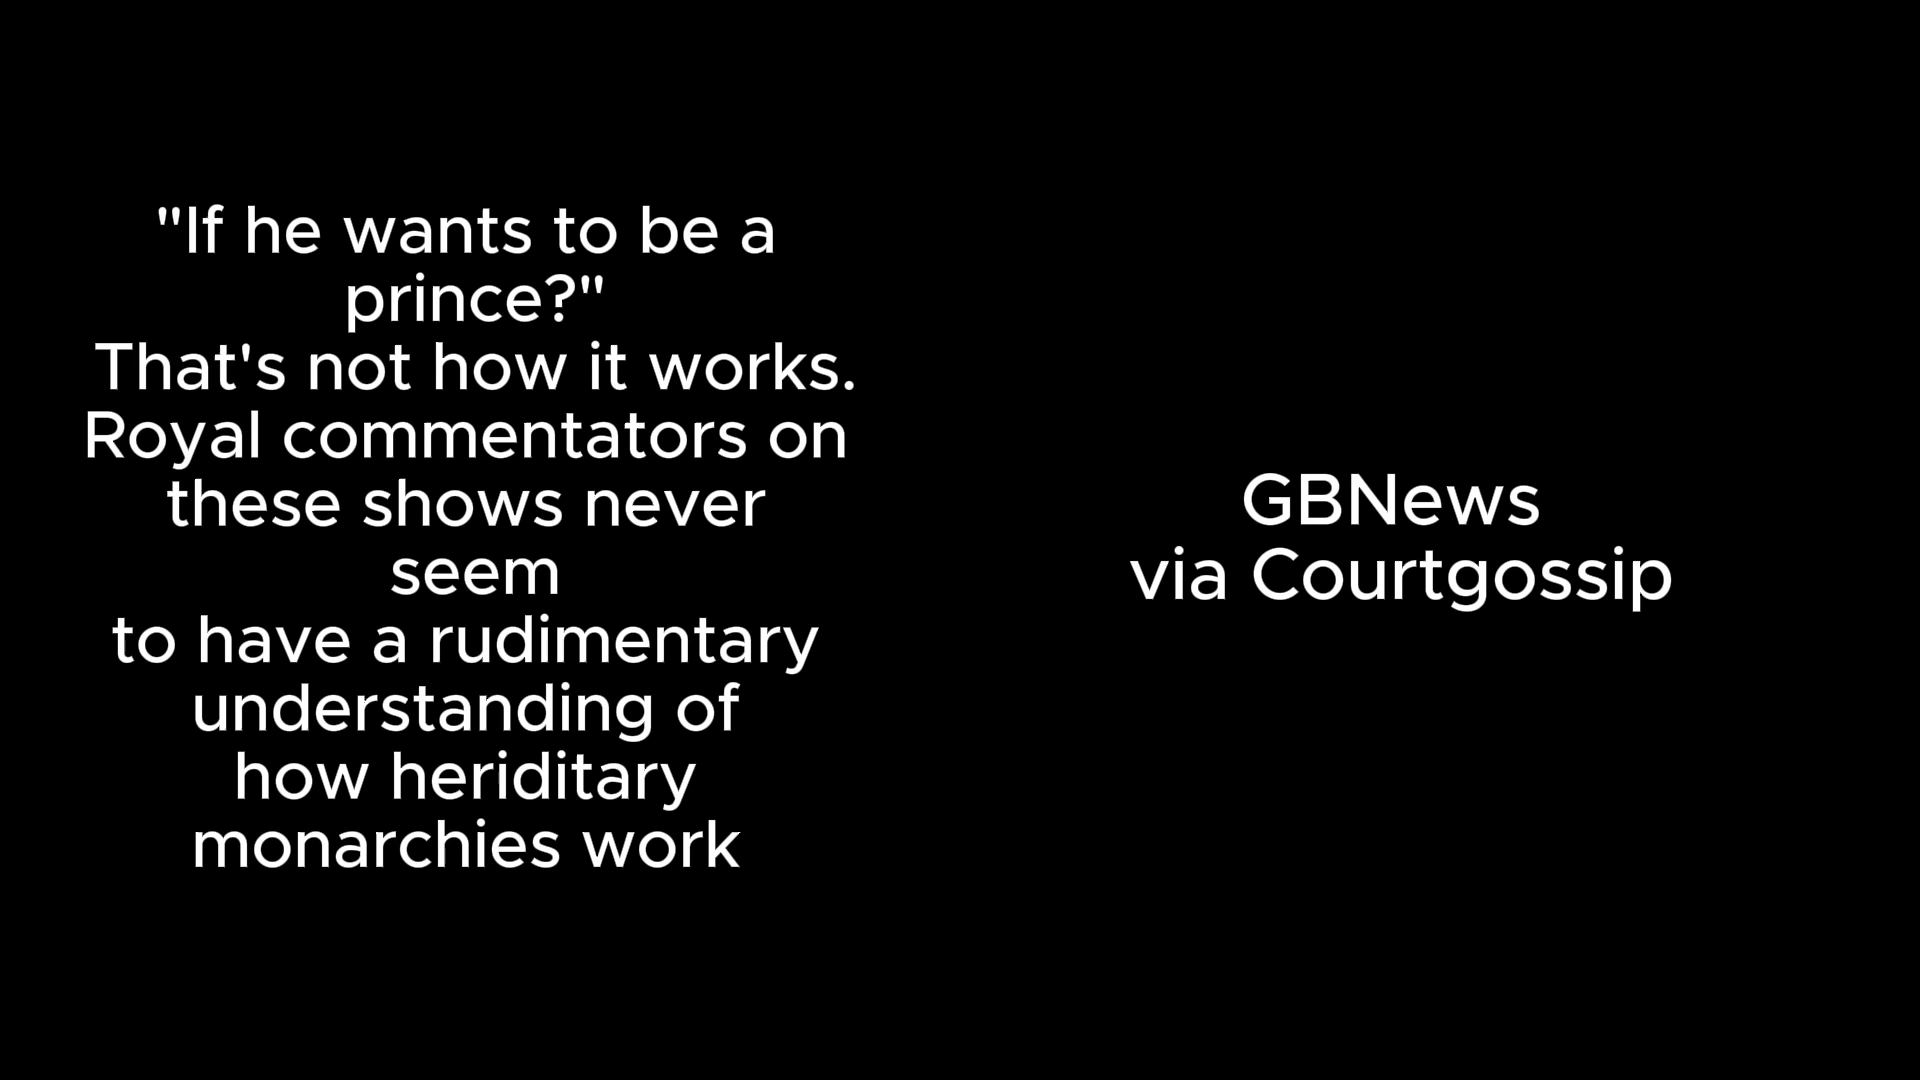 "If he wants to be a
prince?"
That's not how it works.
Royal commentators on
these shows never
seem
to have a rudimentary
understanding of
how heriditary
monarchies work
GBNews
via Courtgossip